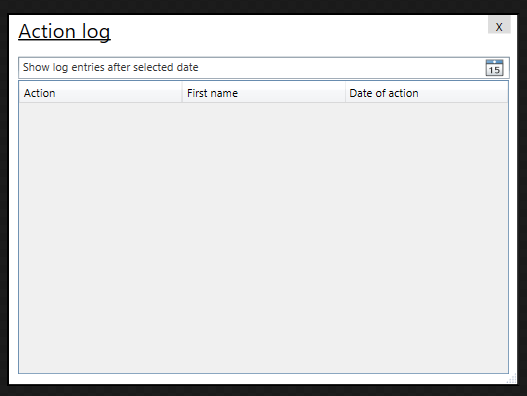 Action log
X
Show log entries after selected date
15
Action First name Date of action